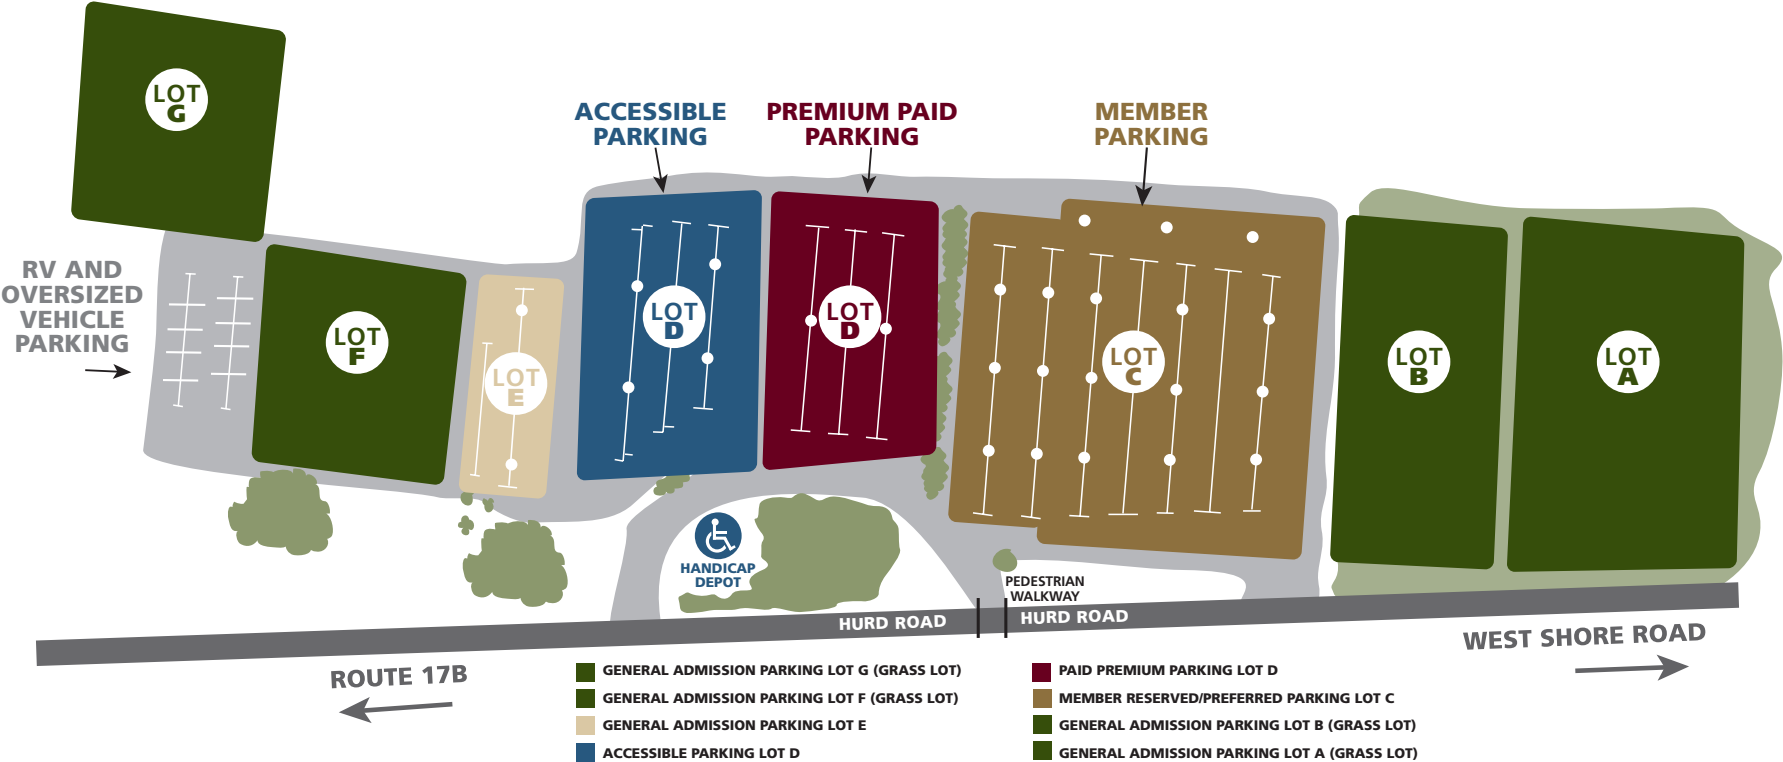 LOT
G
ACCESSIBLE
PARKING
PREMIUM PAID
PARKING
MEMBER
PARKING
RV AND
OVERSIZED
VEHICLE
PARKING
LOT
F
LOT
E
LOT
D
LOT
D
LOT
C
LOT
B
LOT
A
HANDICAP
DEPOT
PEDESTRIAN
WALKWAY
HURD ROAD
HURD ROAD
ROUTE 17B
WEST SHORE ROAD
GENERAL ADMISSION PARKING LOT G (GRASS LOT)
GENERAL ADMISSION PARKING LOT F (GRASS LOT)
GENERAL ADMISSION PARKING LOT E
ACCESSIBLE PARKING LOT D
PAID PREMIUM PARKING LOT D
MEMBER RESERVED/PREFERRED PARKING LOT C
GENERAL ADMISSION PARKING LOT B (GRASS LOT)
GENERAL ADMISSION PARKING LOT A (GRASS LOT)